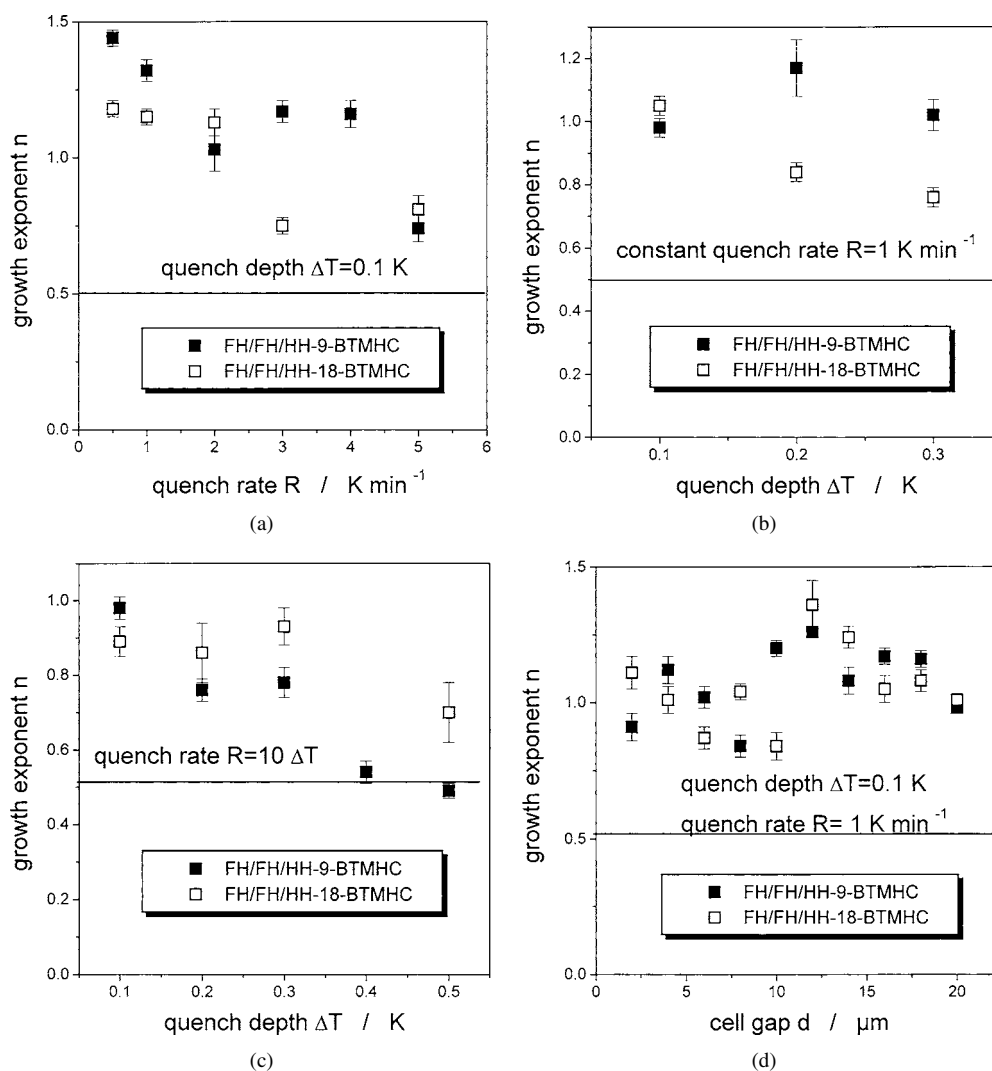 1.5
1.0
0.5
0.0
growth exponent n
quench depth ΔT=0.1 K
FH/FH/HH-9-BTMHC
FH/FH/HH-18-BTMHC
0 1 2 3 4 5 6
quench rate R / K min⁻¹
(a)
1.2
1.0
0.8
0.6
0.4
0.2
0.0
growth exponent n
constant quench rate R=1 K min⁻¹
FH/FH/HH-9-BTMHC
FH/FH/HH-18-BTMHC
0.1 0.2 0.3
quench depth ΔT / K
(b)
1.0
0.8
0.6
0.4
0.2
0.0
growth exponent n
quench rate R=10 ΔT
FH/FH/HH-9-BTMHC
FH/FH/HH-18-BTMHC
0.1 0.2 0.3 0.4 0.5
quench depth ΔT / K
(c)
1.5
1.0
0.5
0.0
growth exponent n
quench depth ΔT=0.1 K
quench rate R= 1 K min⁻¹
FH/FH/HH-9-BTMHC
FH/FH/HH-18-BTMHC
0 5 10 15 20
cell gap d / μm
(d)